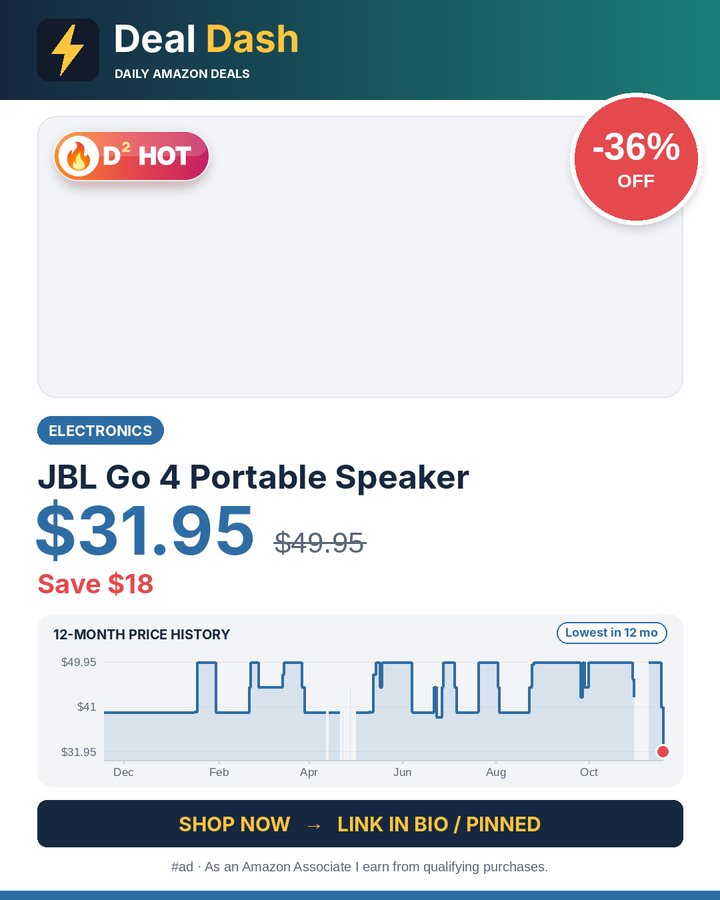 Deal Dash
DAILY AMAZON DEALS
D² HOT
-36%
OFF
ELECTRONICS
JBL Go 4 Portable Speaker
$31.95 $49.95
Save $18
12-MONTH PRICE HISTORY
Lowest in 12 mo
$49.95
$41
$31.95
Dec Feb Apr Jun Aug Oct
SHOP NOW → LINK IN BIO / PINNED
#ad · As an Amazon Associate I earn from qualifying purchases.